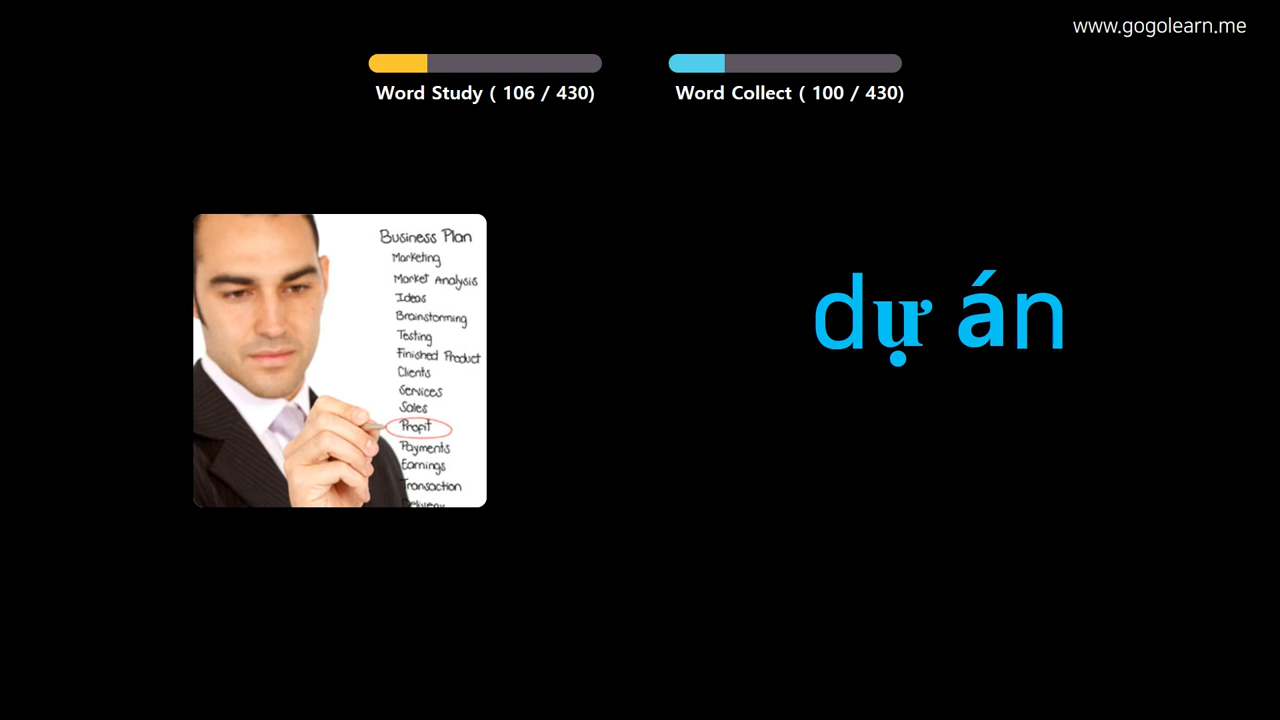 www.gogolearn.me
Word Study ( 106 / 430)
Word Collect ( 100 / 430)
Business Plan
Marketing
Market Analysis
Ideas
Brainstorming
Testing
Finished Product
Clients
Services
Sales
Profit
Payments
Earnings
Transaction
Delivery
dự án